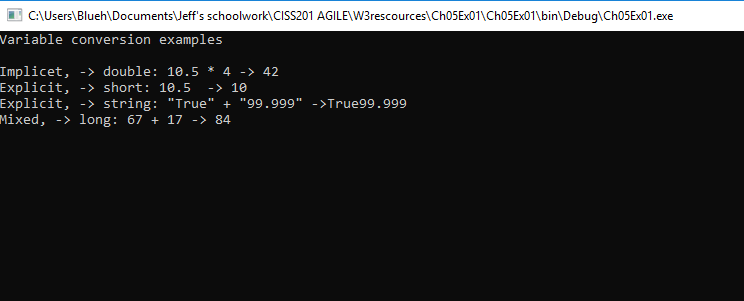 C:\Users\Blueh\Documents\Jeff's schoolwork\CISS201 AGILE\W3rescources\Ch05Ex01\Ch05Ex01\bin\Debug\Ch05Ex01.exe
Variable conversion examples
Implicet, -> double: 10.5 * 4 -> 42
Explicit, -> short: 10.5  -> 10
Explicit, -> string: "True" + "99.999" ->True99.999
Mixed, -> long: 67 + 17 -> 84